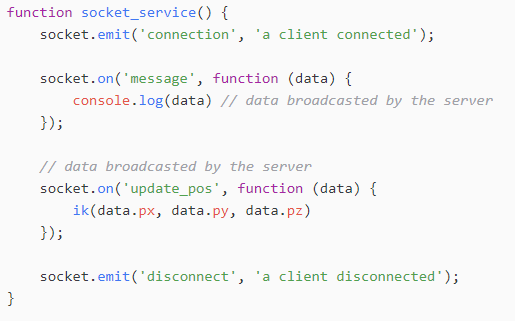 function socket_service() {
    socket.emit('connection', 'a client connected');

    socket.on('message', function (data) {
        console.log(data) // data broadcasted by the server
    });

    // data broadcasted by the server
    socket.on('update_pos', function (data) {
        ik(data.px, data.py, data.pz)
    });

    socket.emit('disconnect', 'a client disconnected');
}